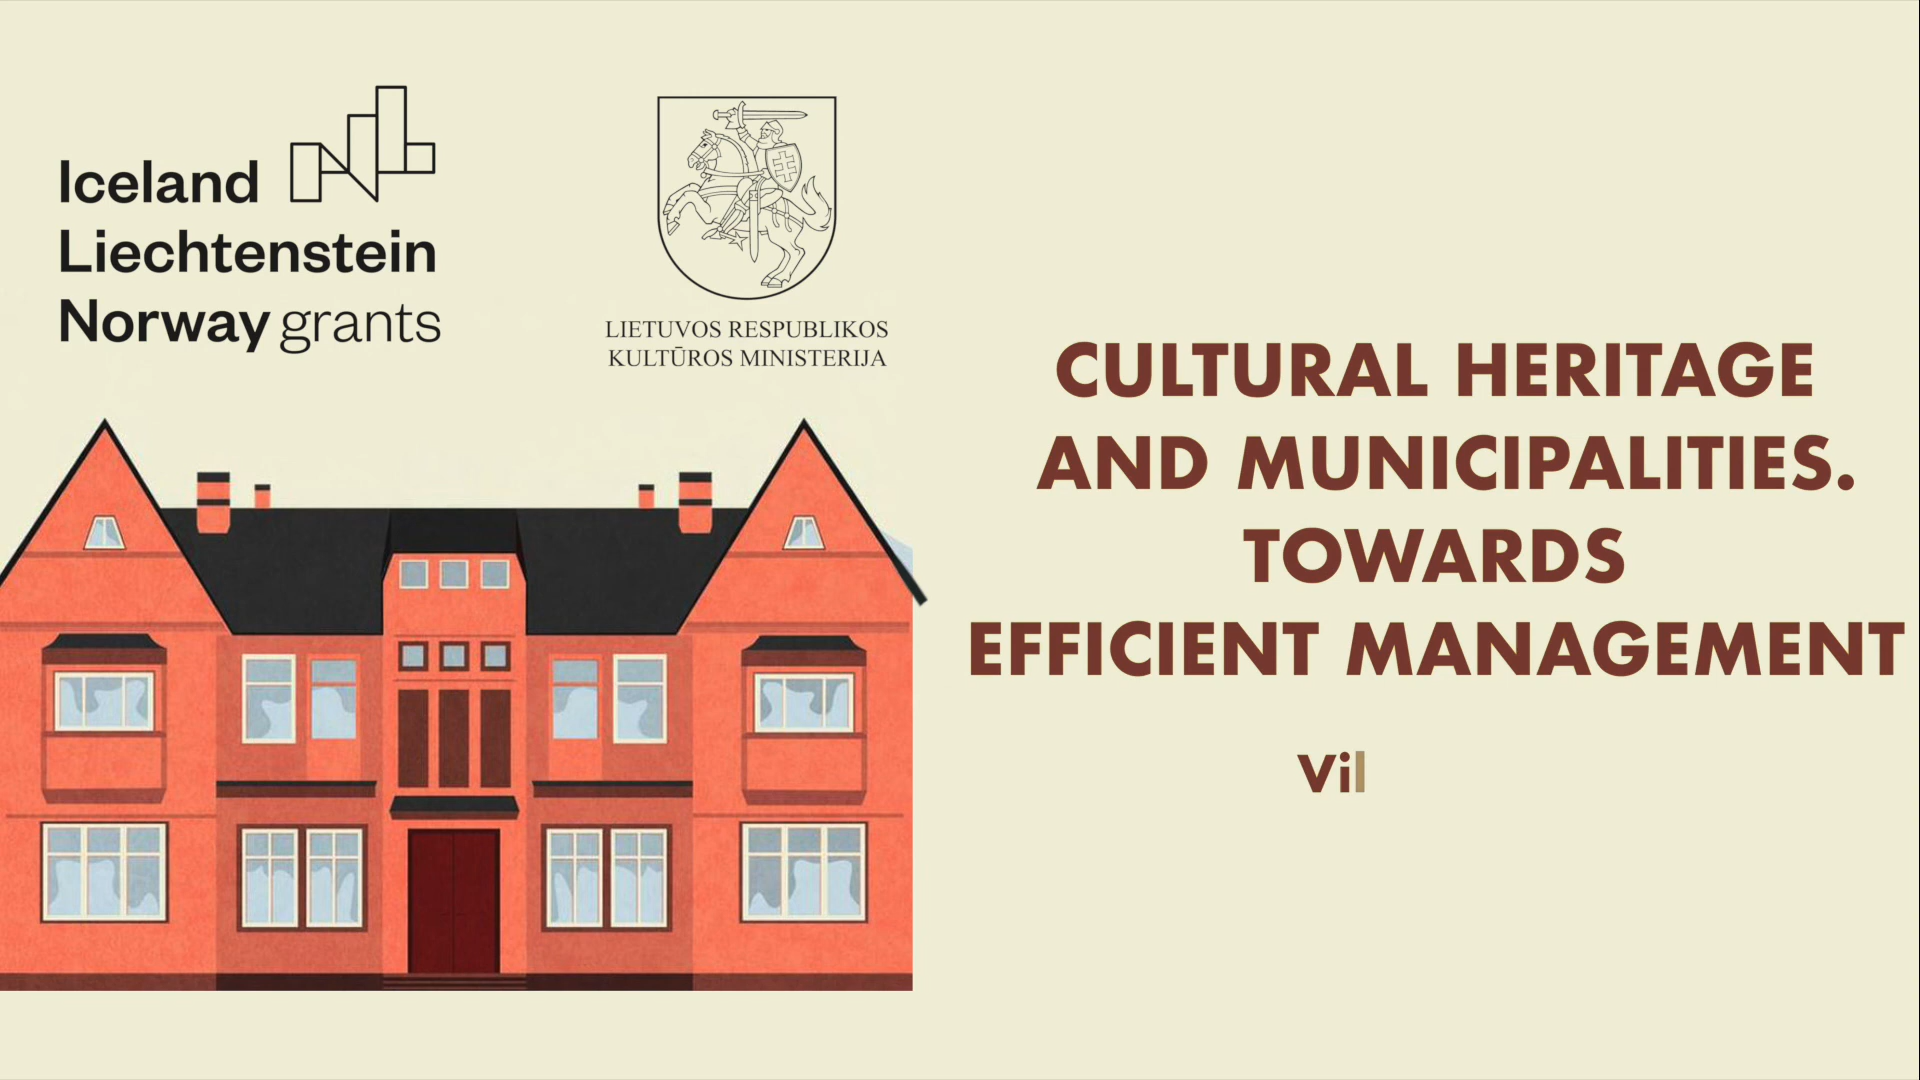 Iceland
Liechtenstein
Norway grants
LIETUVOS RESPUBLIKOS
KULTŪROS MINISTERIJA
CULTURAL HERITAGE
AND MUNICIPALITIES.
TOWARDS
EFFICIENT MANAGEMENT
Vil